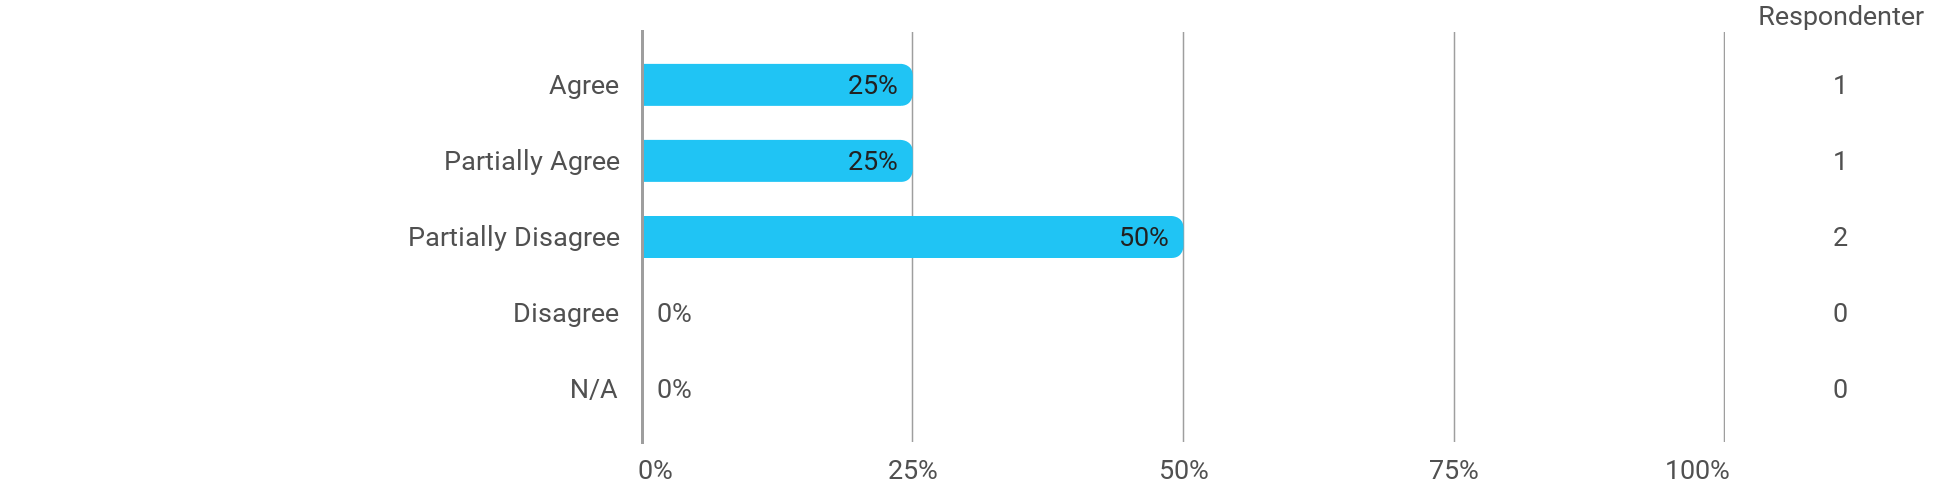 Respondenter
Agree 25% 1
Partially Agree 25% 1
Partially Disagree 50% 2
Disagree 0% 0
N/A 0% 0
0% 25% 50% 75% 100%